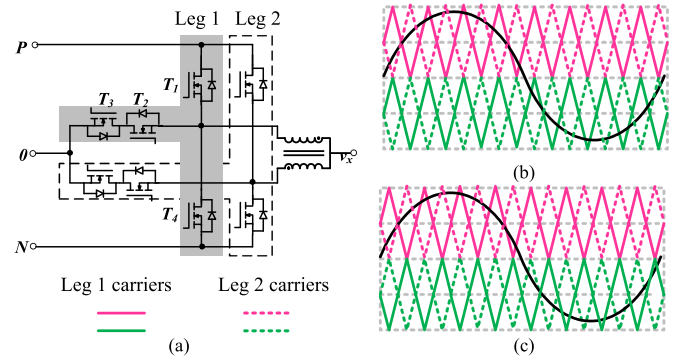 Leg 1 Leg 2
P
T1
T3 T2
0
vx
T4
N
Leg 1 carriers Leg 2 carriers
(a)
(b)
(c)